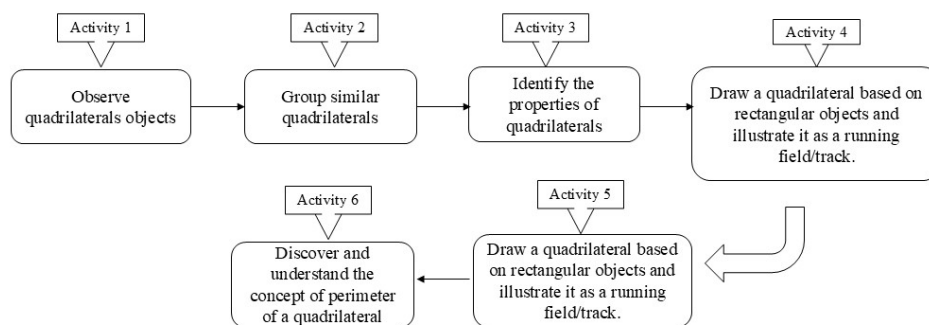 Activity 1
Observe
quadrilaterals objects
Activity 2
Group similar
quadrilaterals
Activity 3
Identify the
properties of
quadrilaterals
Activity 4
Draw a quadrilateral based on
rectangular objects and
illustrate it as a running
field/track.
Activity 5
Draw a quadrilateral based
on rectangular objects and
illustrate it as a running
field/track.
Activity 6
Discover and
understand the
concept of perimeter
of a quadrilateral